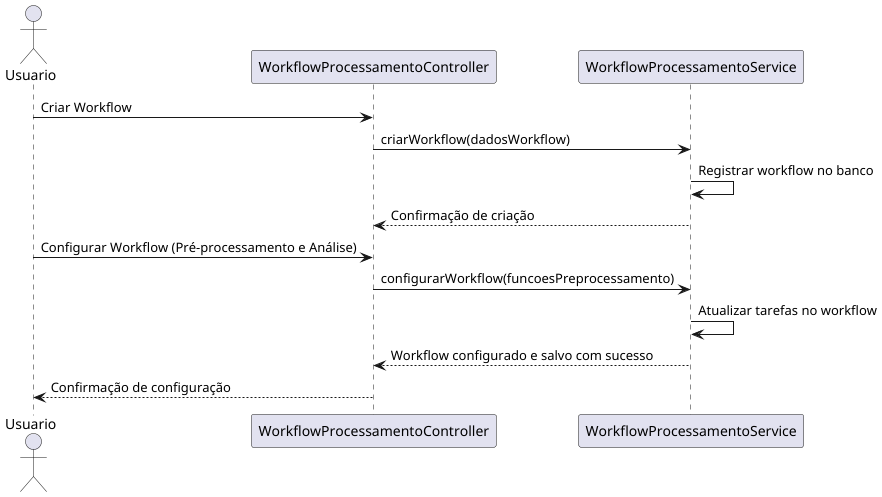 Usuario
WorkflowProcessamentoController
WorkflowProcessamentoService
Criar Workflow
criarWorkflow(dadosWorkflow)
Registrar workflow no banco
Confirmação de criação
Configurar Workflow (Pré-processamento e Análise)
configurarWorkflow(funcoesPreprocessamento)
Atualizar tarefas no workflow
Workflow configurado e salvo com sucesso
Confirmação de configuração
Usuario
WorkflowProcessamentoController
WorkflowProcessamentoService